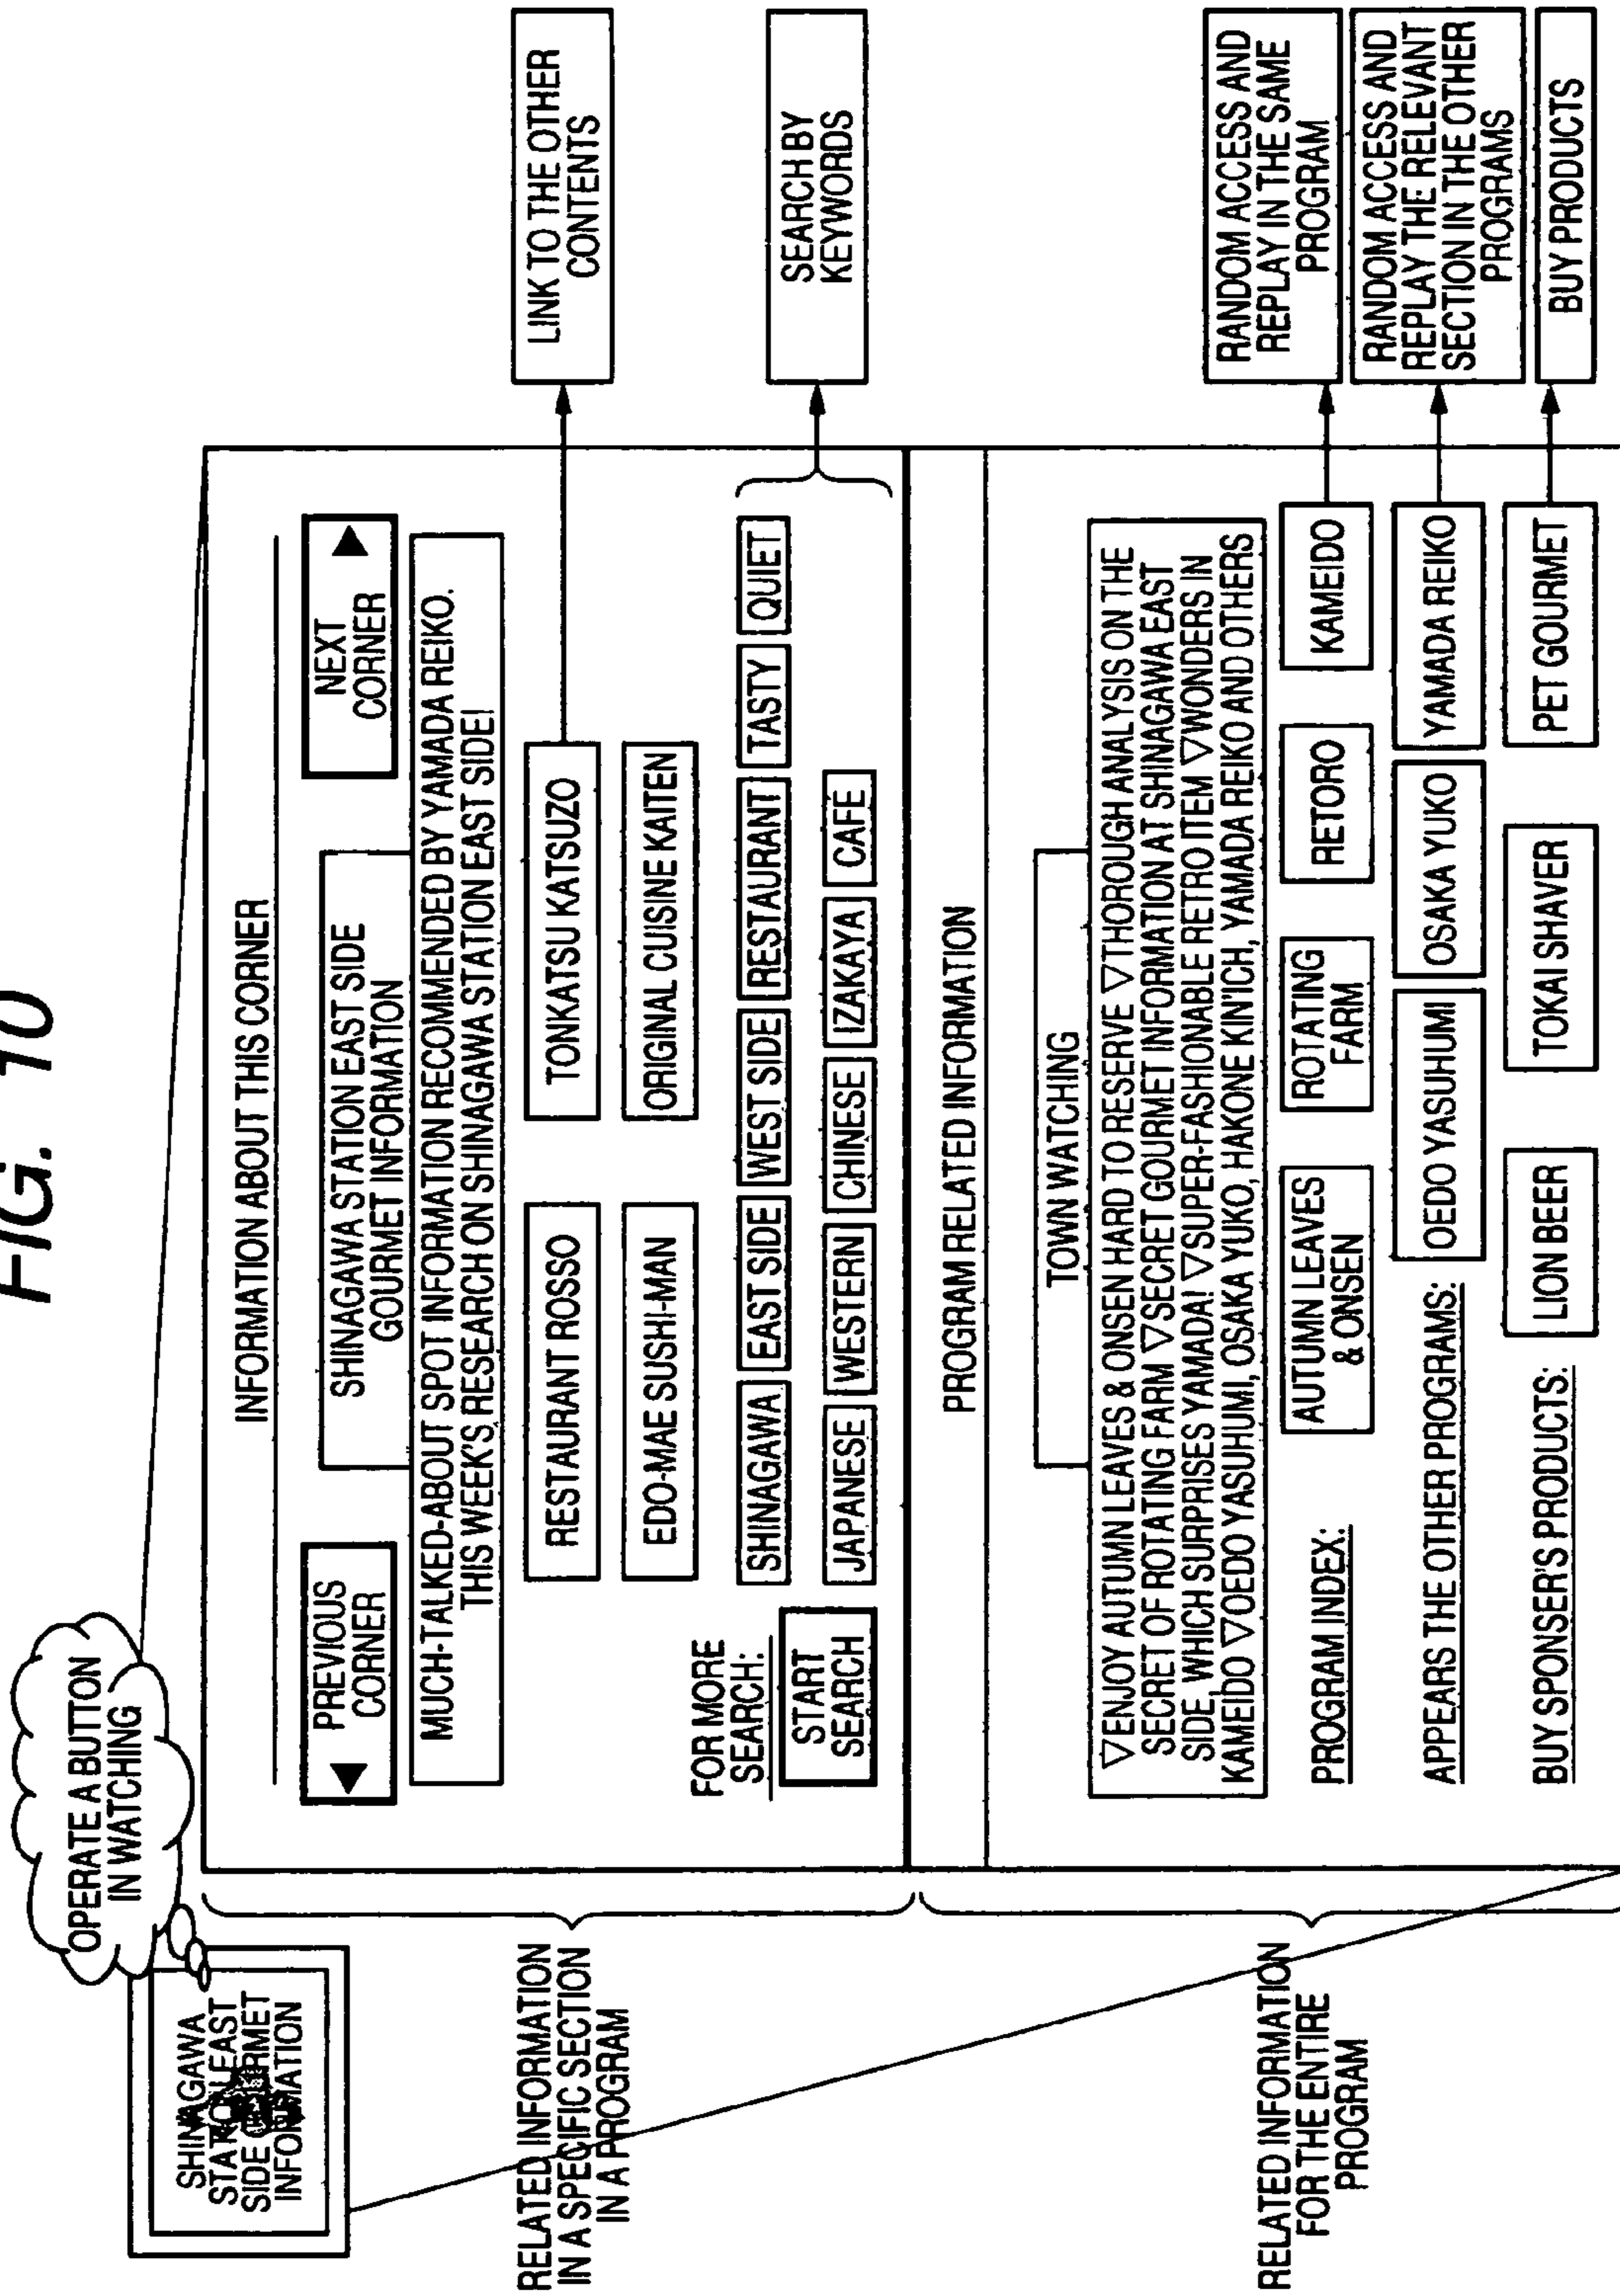 FIG. 10
OPERATE A BUTTON
IN WATCHING
SHINAGAWA
STATION EAST
SIDE GOURMET
INFORMATION
INFORMATION ABOUT THIS CORNER
PREVIOUS
CORNER
SHINAGAWA STATION EAST SIDE
GOURMET INFORMATION
NEXT
CORNER
MUCH-TALKED-ABOUT SPOT INFORMATION RECOMMENDED BY YAMADA REIKO.
THIS WEEK'S RESEARCH ON SHINAGAWA STATION EAST SIDE!
RESTAURANT ROSSO
TONKATSU KATSUZO
EDO-MAE SUSHI-MAN
ORIGINAL CUISINE KAITEN
LINK TO THE OTHER
CONTENTS
FOR MORE
SEARCH:
START
SEARCH
SHINAGAWA EAST SIDE WEST SIDE RESTAURANT TASTY QUIET
JAPANESE WESTERN CHINESE IZAKAYA CAFE
SEARCH BY
KEYWORDS
RELATED INFORMATION
IN A SPECIFIC SECTION
IN A PROGRAM
PROGRAM RELATED INFORMATION
TOWN WATCHING
▽ENJOY AUTUMN LEAVES & ONSEN HARD TO RESERVE ▽THOROUGH ANALYSIS ON THE
SECRET OF ROTATING FARM ▽SECRET GOURMET INFORMATION AT SHINAGAWA EAST
SIDE, WHICH SURPRISES YAMADA! ▽SUPER-FASHIONABLE RETRO ITEM ▽WONDERS IN
KAMEIDO ▽OEDO YASUHUMI, OSAKA YUKO, HAKONE KIN'ICH, YAMADA REIKO AND OTHERS
PROGRAM INDEX:
AUTUMN LEAVES
& ONSEN
ROTATING
FARM
RETORO
KAMEIDO
RANDOM ACCESS AND
REPLAY IN THE SAME
PROGRAM
APPEARS THE OTHER PROGRAMS:
OEDO YASUHUMI
OSAKA YUKO
YAMADA REIKO
RANDOM ACCESS AND
REPLAY THE RELEVANT
SECTION IN THE OTHER
PROGRAMS
BUY SPONSER'S PRODUCTS:
LION BEER
TOKAI SHAVER
PET GOURMET
BUY PRODUCTS
RELATED INFORMATION
FOR THE ENTIRE
PROGRAM